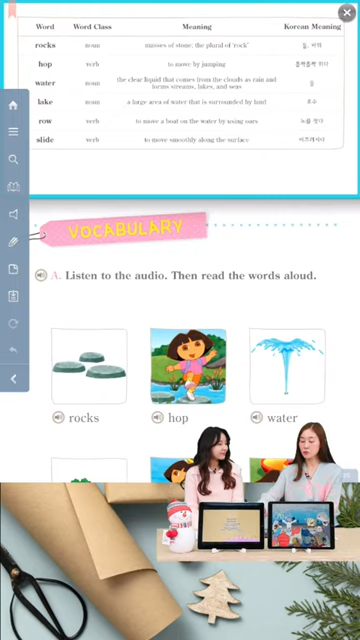 Word Word Class Meaning Korean Meaning
rocks noun masses of stone; the plural of 'rock' 돌, 바위
hop verb to move by jumping 폴짝폴짝 뛰다
water noun the clear liquid that comes from the clouds as rain and
forms streams, lakes, and seas 물
lake noun a large area of water that is surrounded by land 호수
row verb to move a boat on the water by using oars 노를 젓다
slide verb to move smoothly along the surface 미끄러지다
VOCABULARY
A. Listen to the audio. Then read the words aloud.
rocks hop water